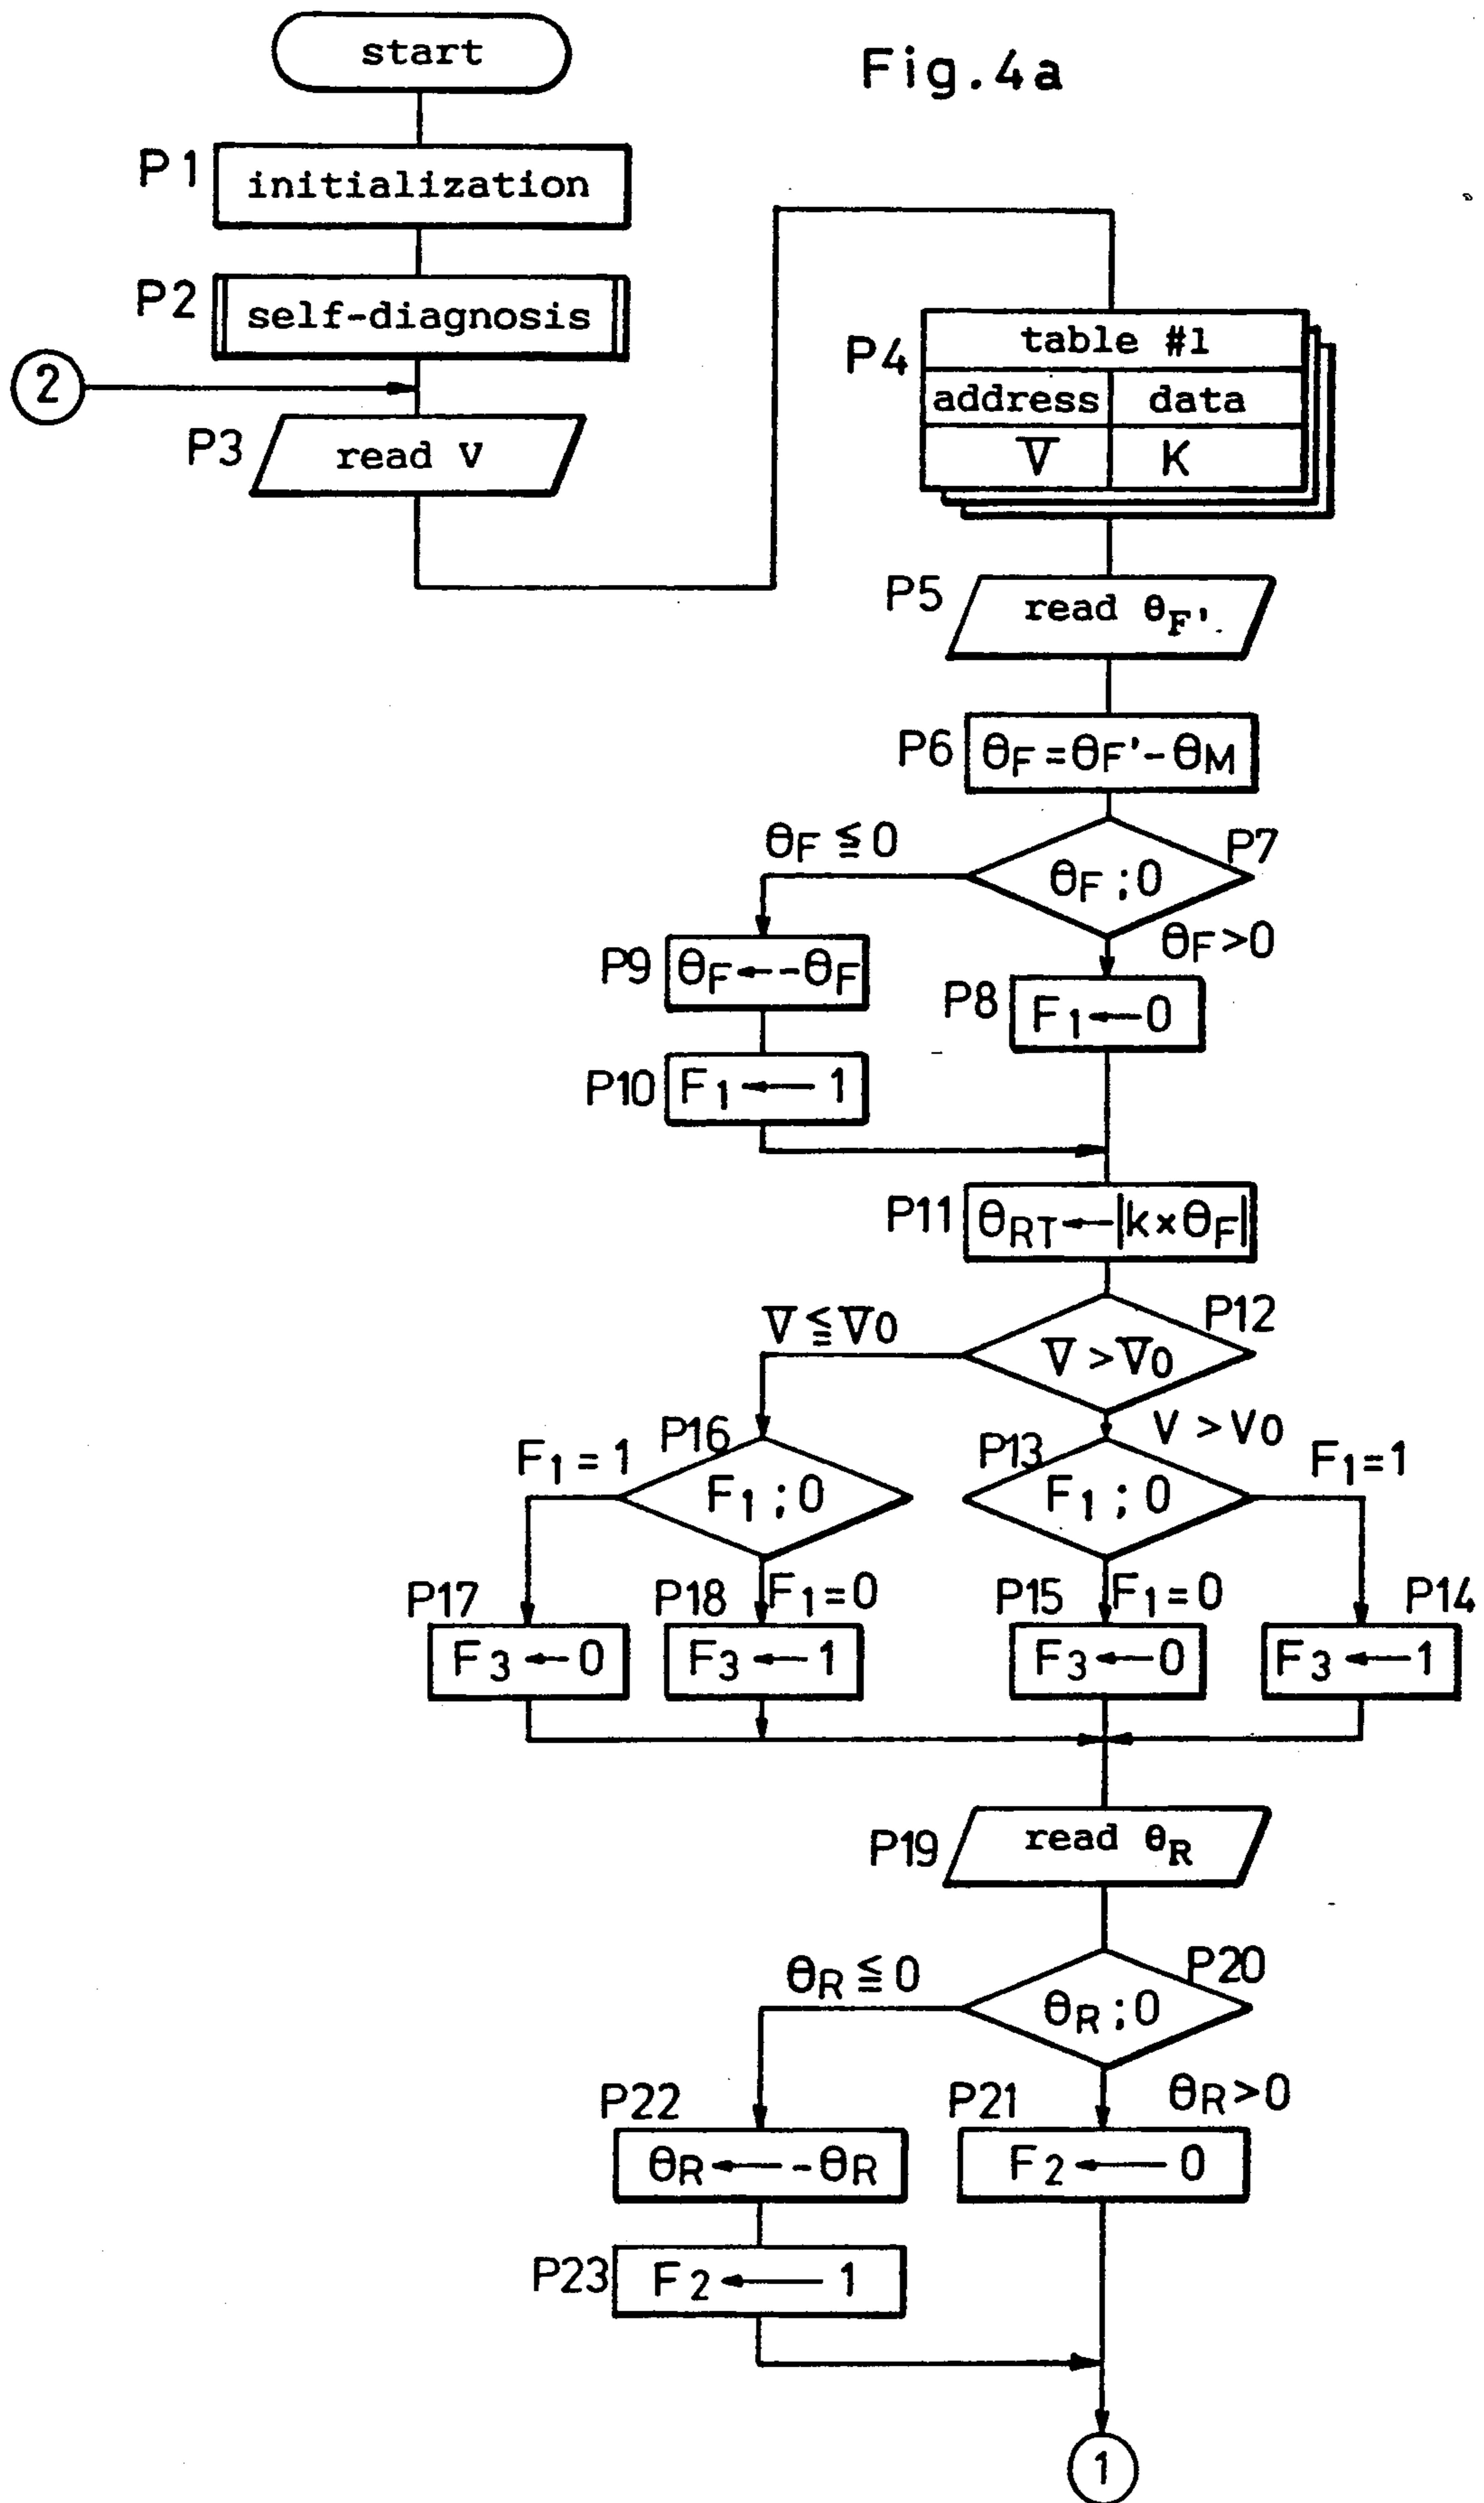 start
Fig.4a
P1
initialization
P2
self-diagnosis
2
P3
read V
P4
table #1
address data
V K
P5
read θF'
P6
θF=θF'-θM
θF≦0
P7
θF;0
θF>0
P9
θF←-θF
P8
F1←0
P10
F1←1
P11
θRT←|k×θF|
V≦V0
P12
V>V0
V>V0
P16
F1=1
F1;0
P13
F1;0
F1=1
P17
F3←0
P18
F1=0
F3←1
P15
F1=0
F3←0
P14
F3←1
P19
read θR
θR≦0
P20
θR;0
θR>0
P22
θR←-θR
P21
F2←0
P23
F2←1
1